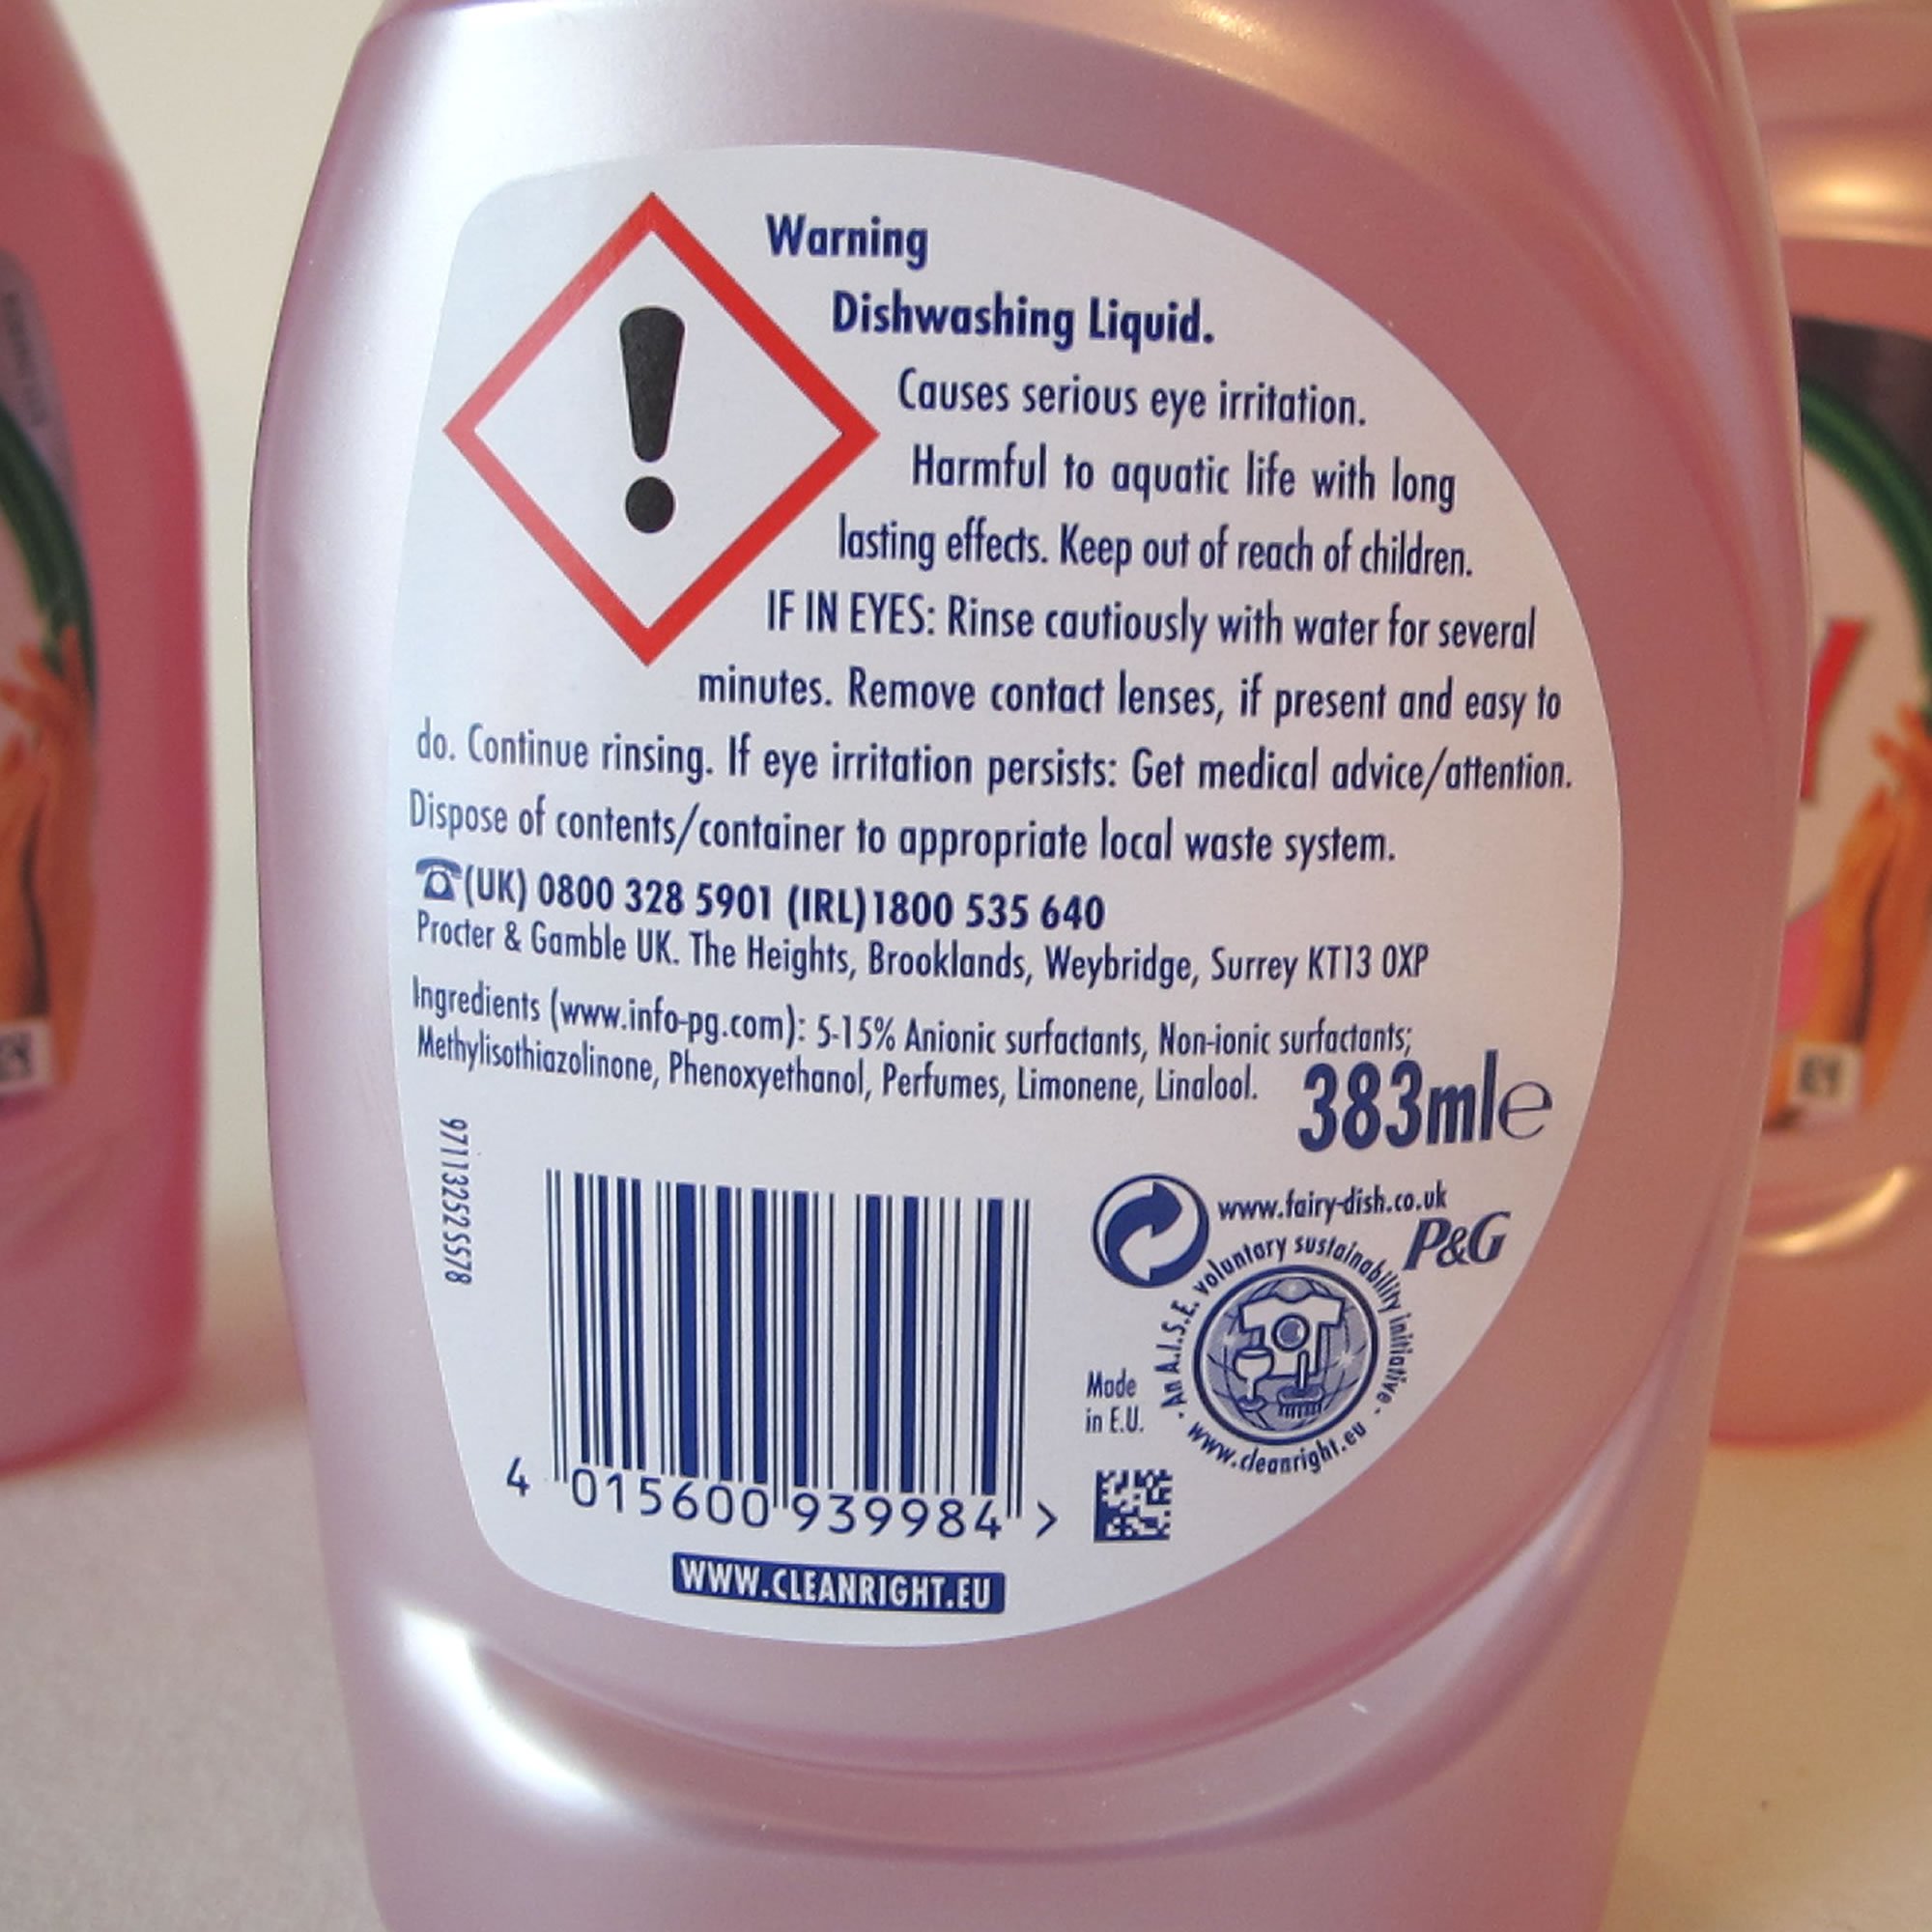 Warning
Dishwashing Liquid.
Causes serious eye irritation.
Harmful to aquatic life with long
lasting effects. Keep out of reach of children.
IF IN EYES: Rinse cautiously with water for several
minutes. Remove contact lenses, if present and easy to
do. Continue rinsing. If eye irritation persists: Get medical advice/attention.
Dispose of contents/container to appropriate local waste system.
☎(UK) 0800 328 5901 (IRL)1800 535 640
Procter & Gamble UK. The Heights, Brooklands, Weybridge, Surrey KT13 0XP
Ingredients (www.info-pg.com): 5-15% Anionic surfactants, Non-ionic surfactants;
Methylisothiazolinone, Phenoxyethanol, Perfumes, Limonene, Linalool.
383ml℮
97113252 5578
www.fairy-dish.co.uk
P&G
· An A.I.S.E. voluntary sustainability initiative ·
www.cleanright.eu
Made
in E.U.
4 015600 939984 >
WWW.CLEANRIGHT.EU